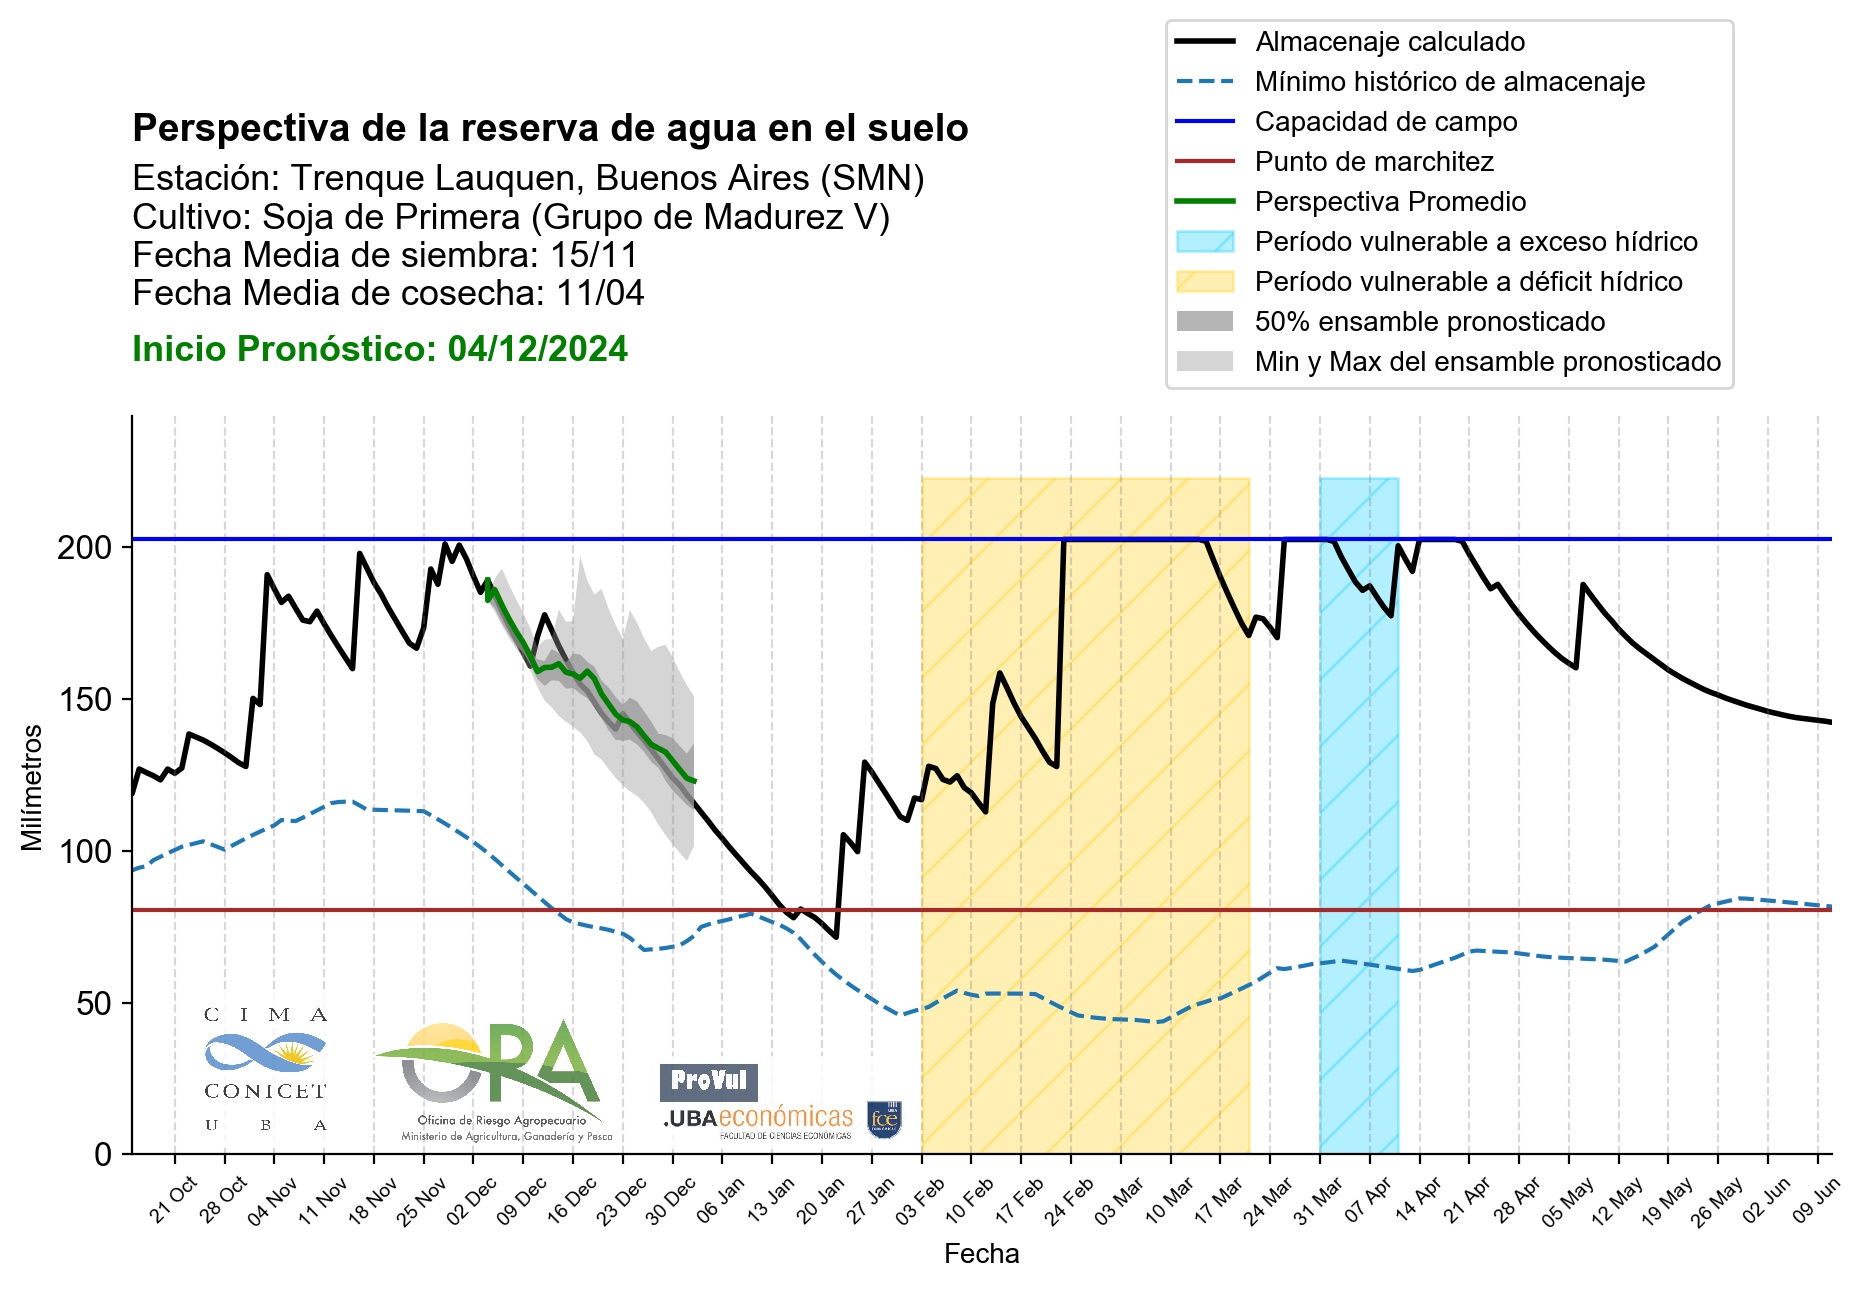 Almacenaje calculado
Mínimo histórico de almacenaje
Capacidad de campo
Punto de marchitez
Perspectiva Promedio
Período vulnerable a exceso hídrico
Período vulnerable a déficit hídrico
50% ensamble pronosticado
Min y Max del ensamble pronosticado
Perspectiva de la reserva de agua en el suelo
Estación: Trenque Lauquen, Buenos Aires (SMN)
Cultivo: Soja de Primera (Grupo de Madurez V)
Fecha Media de siembra: 15/11
Fecha Media de cosecha: 11/04
Inicio Pronóstico: 04/12/2024
Milímetros
200
150
100
50
0
C I M A
CONICET
U B A
ORA
Oficina de Riesgo Agropecuario
Ministerio de Agricultura, Ganadería y Pesca
ProVul
.UBAeconómicas
FACULTAD DE CIENCIAS ECONÓMICAS
UBA
fce
ECONÓMICAS
21 Oct
28 Oct
04 Nov
11 Nov
18 Nov
25 Nov
02 Dec
09 Dec
16 Dec
23 Dec
30 Dec
06 Jan
13 Jan
20 Jan
27 Jan
03 Feb
10 Feb
17 Feb
24 Feb
03 Mar
10 Mar
17 Mar
24 Mar
31 Mar
07 Apr
14 Apr
21 Apr
28 Apr
05 May
12 May
19 May
26 May
02 Jun
09 Jun
Fecha